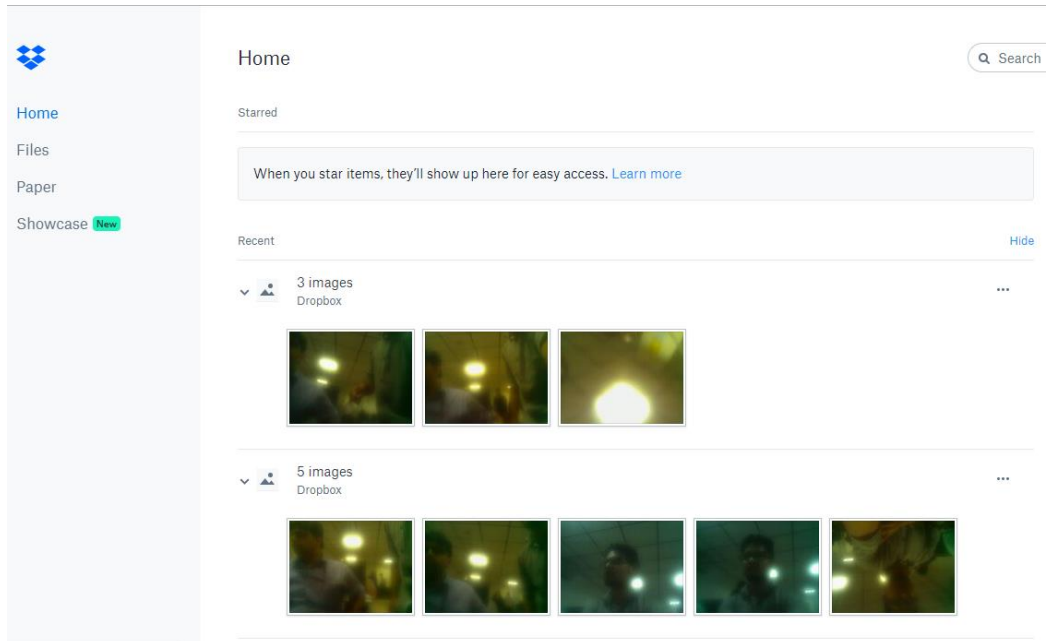 Home
Search
Home
Files
Paper
Showcase New
Starred
When you star items, they'll show up here for easy access. Learn more
Recent
Hide
3 images
Dropbox
5 images
Dropbox